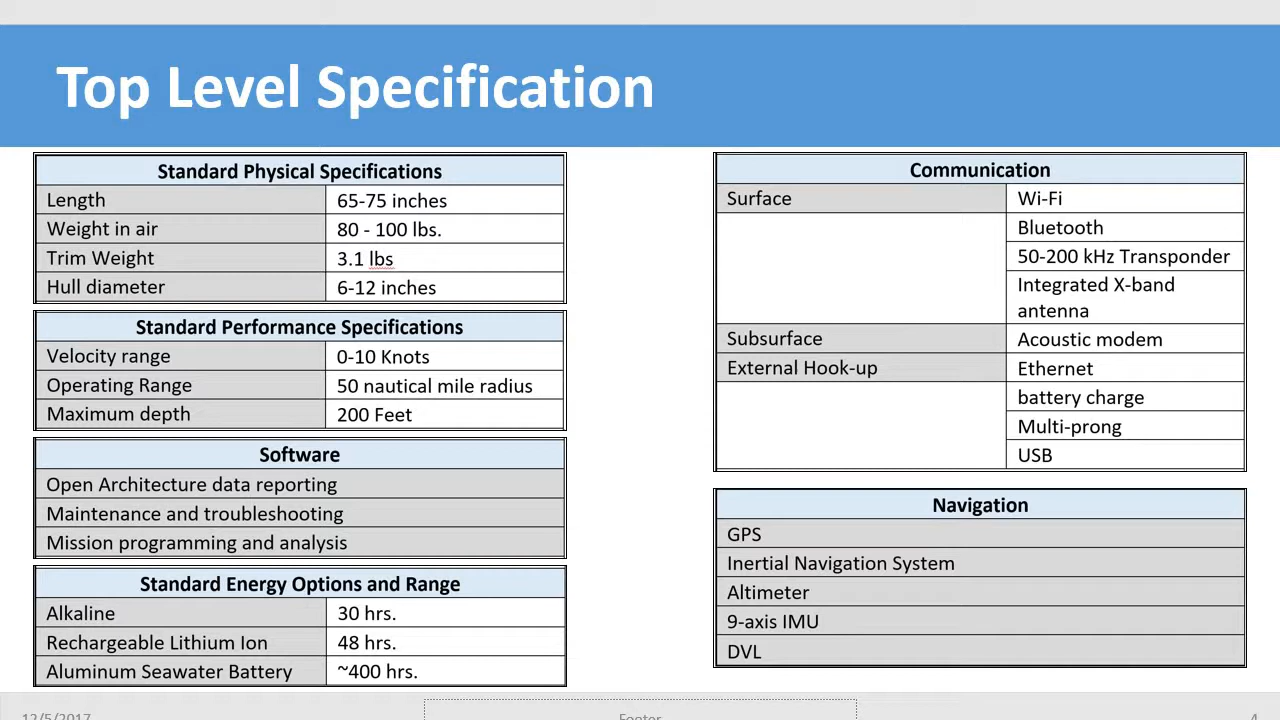 Top Level Specification
Standard Physical Specifications
Length 65-75 inches
Weight in air 80 - 100 lbs.
Trim Weight 3.1 lbs
Hull diameter 6-12 inches
Standard Performance Specifications
Velocity range 0-10 Knots
Operating Range 50 nautical mile radius
Maximum depth 200 Feet
Software
Open Architecture data reporting
Maintenance and troubleshooting
Mission programming and analysis
Standard Energy Options and Range
Alkaline 30 hrs.
Rechargeable Lithium Ion 48 hrs.
Aluminum Seawater Battery ~400 hrs.
Communication
Surface Wi-Fi
Bluetooth
50-200 kHz Transponder
Integrated X-band
antenna
Subsurface Acoustic modem
External Hook-up Ethernet
battery charge
Multi-prong
USB
Navigation
GPS
Inertial Navigation System
Altimeter
9-axis IMU
DVL
12/5/2017 Footer 4